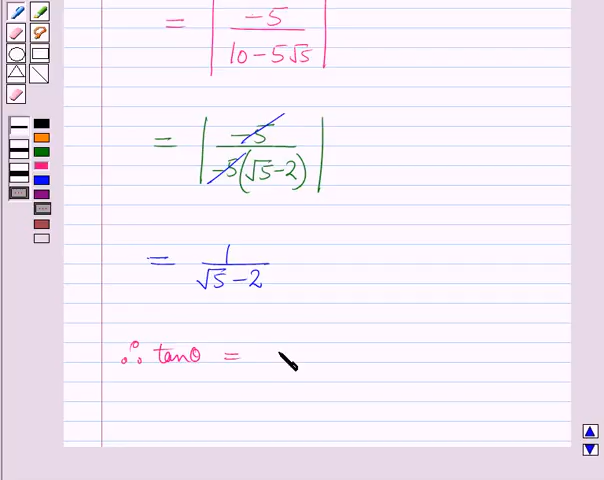 = | -5 / 10 - 5√5 |
= | -5 / -5(√5 - 2) |
= 1 / √5 - 2
∴ tanθ =